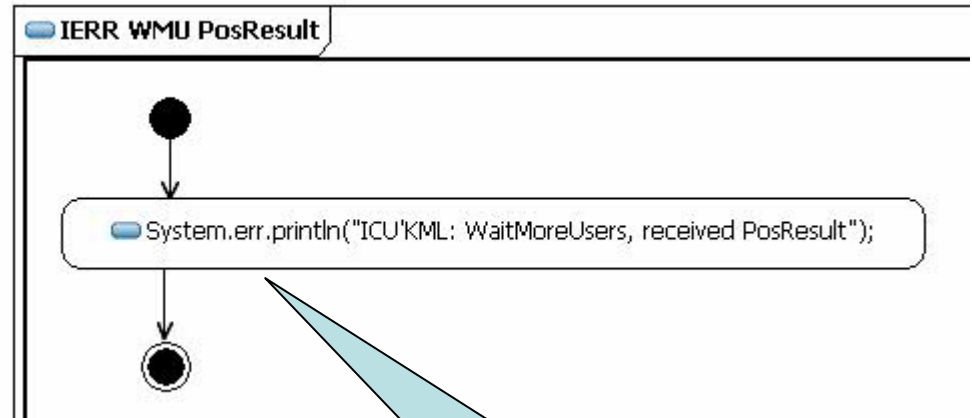 IERR WMU PosResult
System.err.println("ICU'KML: WaitMoreUsers, received PosResult");